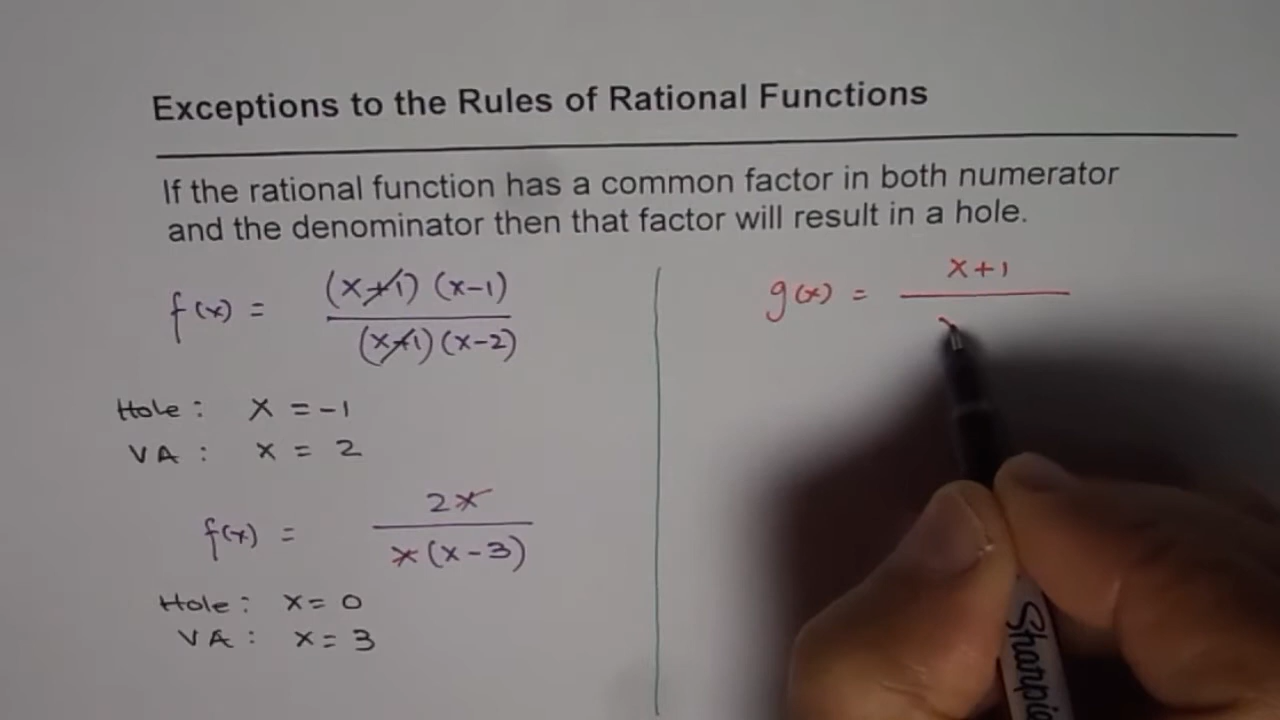 Exceptions to the Rules of Rational Functions
If the rational function has a common factor in both numerator
and the denominator then that factor will result in a hole.
f(x) = (x+1)(x-1) / (x+1)(x-2)
Hole: x = -1
VA: x = 2
f(x) = 2x / x(x-3)
Hole: x = 0
VA: x = 3
g(x) = x+1
Sharpie